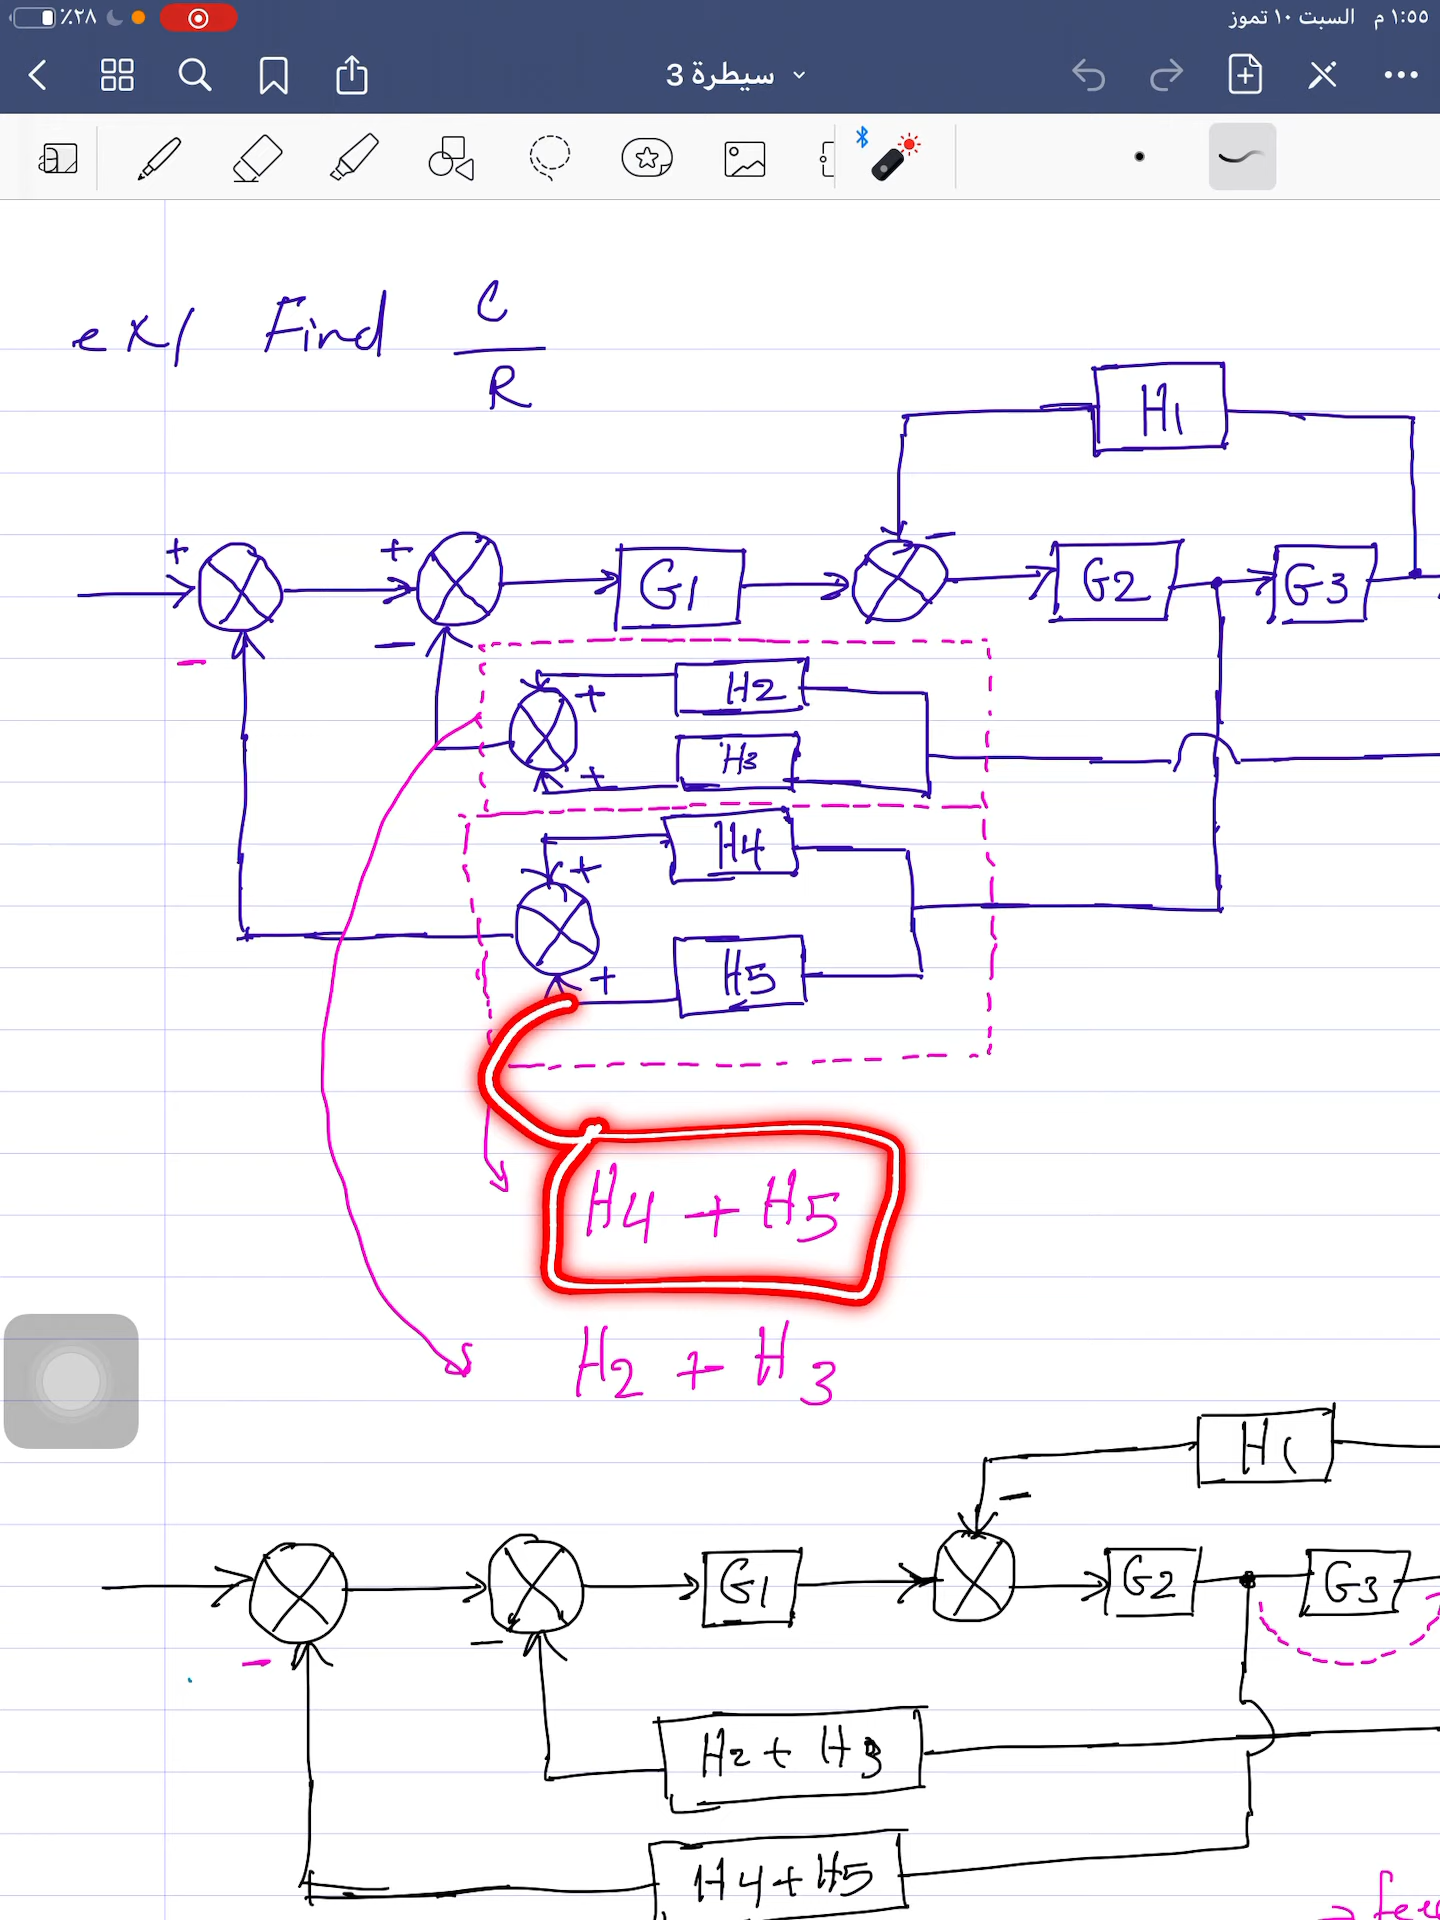 ١:٥٥ م السبت ١٠ تموز
٪٢٨
سيطرة 3
ex/ Find C/R
H1
+ + -
G1 G2 G3
- -
H2
+
H3
+
H4
+
H5
+
H4 + H5
H2 + H3
H1
-
G1 G2 G3
- -
H2 + H3
H4 + H5